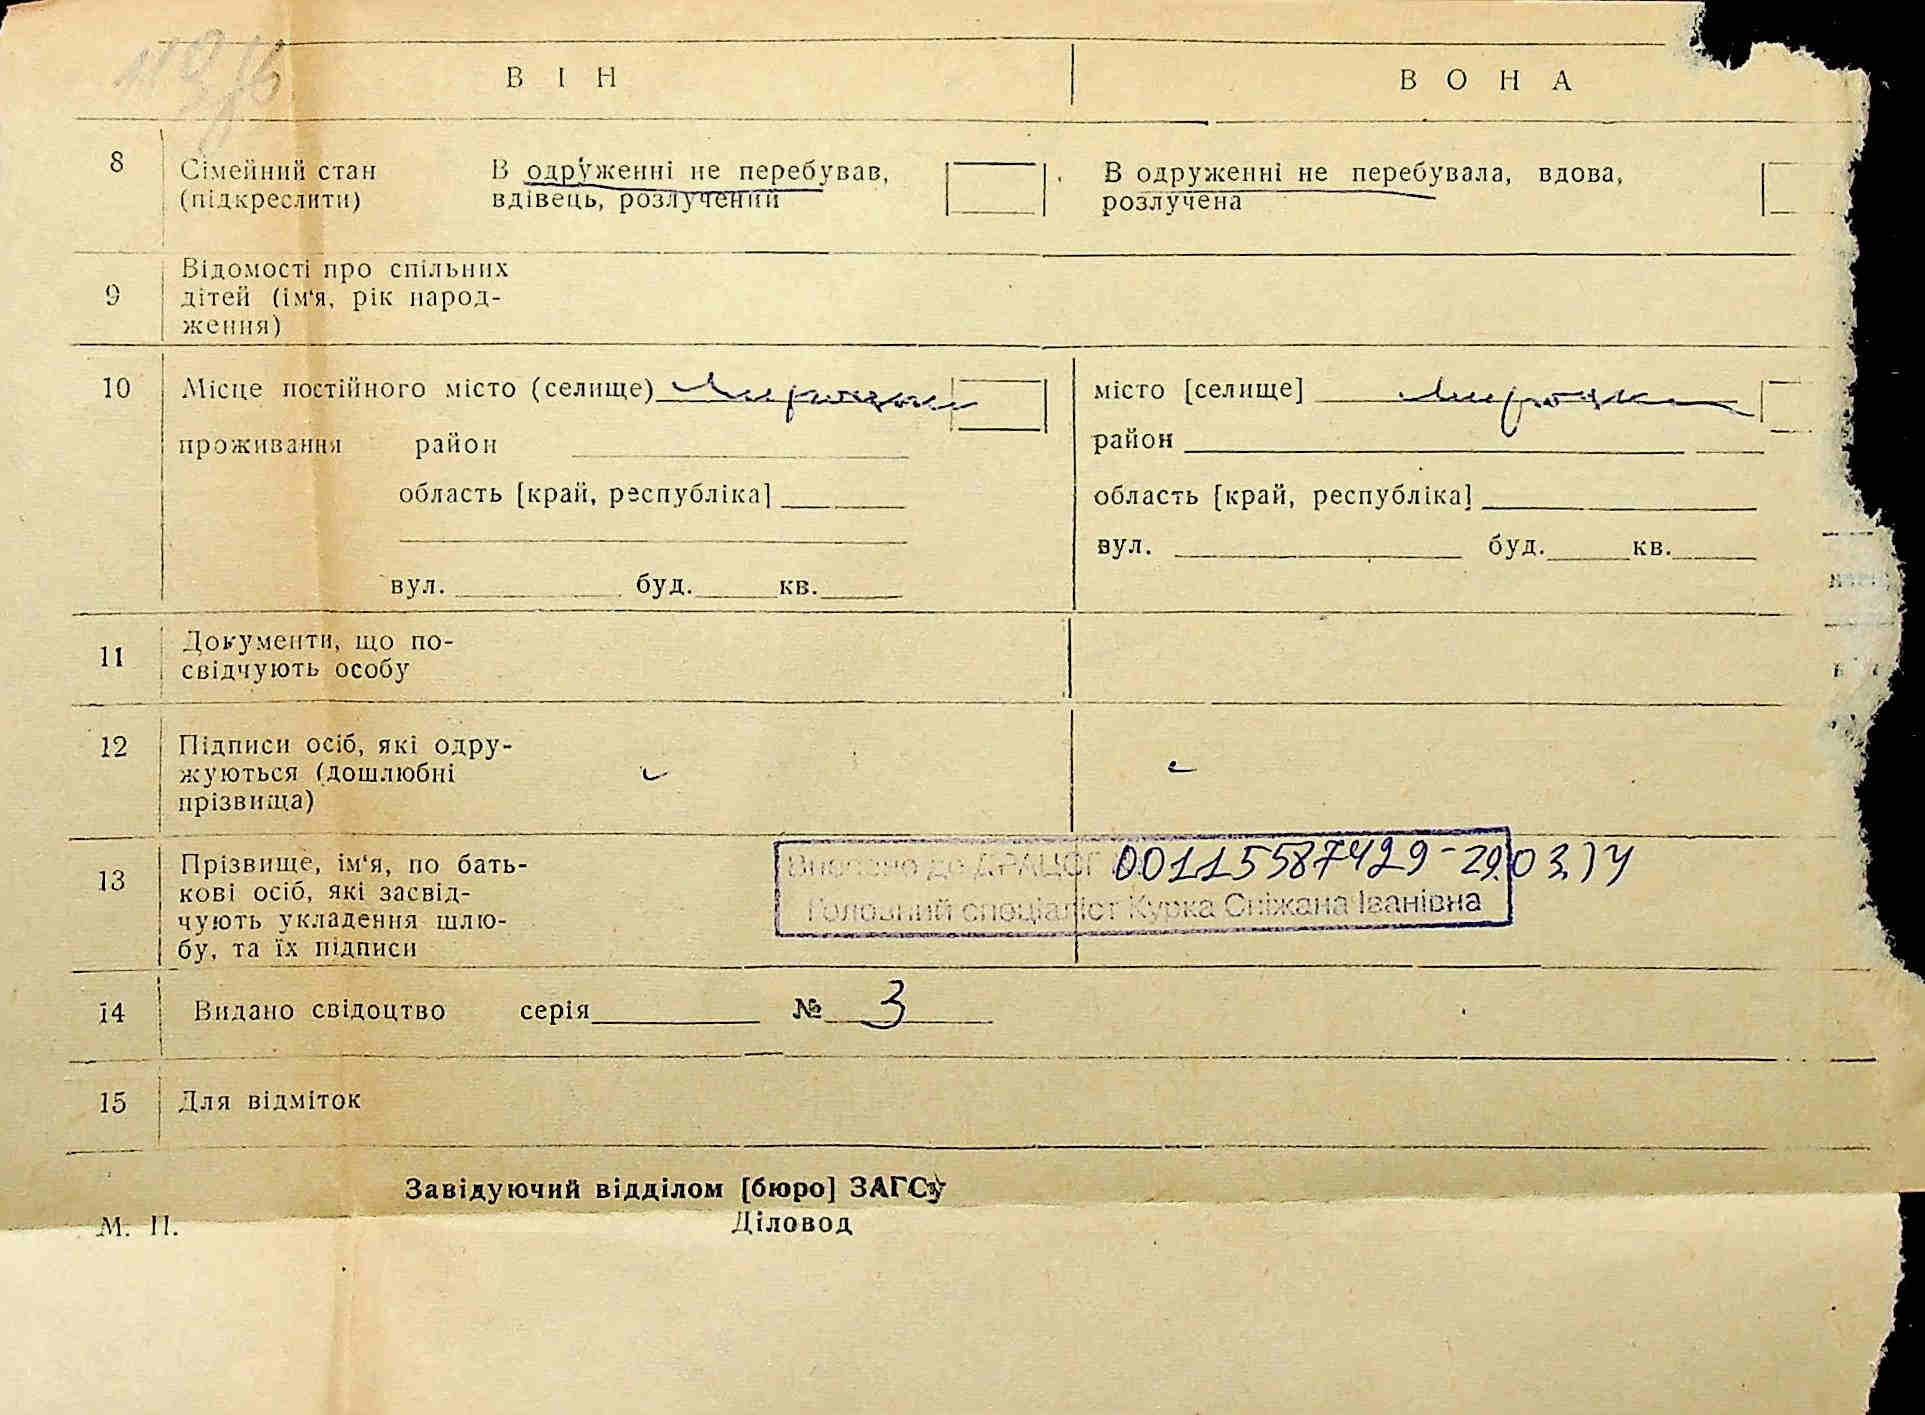 ВІН ВОНА
8 Сімейний стан В одруженні не перебував, В одруженні не перебувала, вдова,
(підкреслити) вдівець, розлучений розлучена
Відомості про спільних
9 дітей (ім'я, рік народ-
ження)
10 Місце постійного місто (селище) місто [селище]
проживання район район
область [край, республіка] область [край, республіка]
вул. буд. кв.
вул. буд. кв.
11 Документи, що по-
свідчують особу
12 Підписи осіб, які одру-
жуються (дошлюбні
прізвища)
13 Прізвище, ім'я, по бать-
кові осіб, які засвід-
чують укладення шлю-
бу, та їх підписи
Внесено до ДРАЦСГ 00115587429-29.03.14
Головний спеціаліст Курка Сніжана Іванівна
14 Видано свідоцтво серія № 3
15 Для відміток
Завідуючий відділом [бюро] ЗАГСу
М. П. Діловод